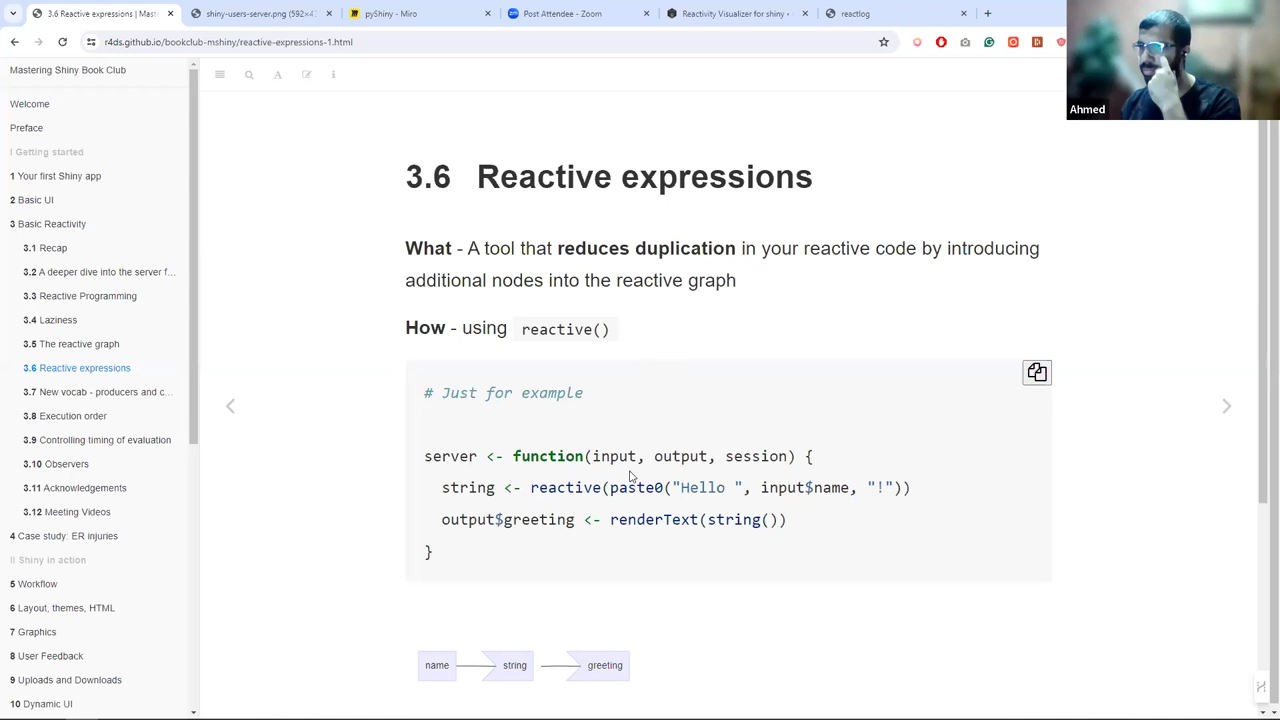 3.6 Reactive expressions | Mast
shiny-users-server.png (592×4
pyShiny - Miro
Post Attendee - Zoom
Reactivity Visualizer for shiny •
reactlog
r4ds.github.io/bookclub-mshiny/reactive-expressions-1.html
Ahmed
Mastering Shiny Book Club
Welcome
Preface
I Getting started
1 Your first Shiny app
2 Basic UI
3 Basic Reactivity
3.1 Recap
3.2 A deeper dive into the server f...
3.3 Reactive Programming
3.4 Laziness
3.5 The reactive graph
3.6 Reactive expressions
3.7 New vocab - producers and c...
3.8 Execution order
3.9 Controlling timing of evaluation
3.10 Observers
3.11 Acknowledgements
3.12 Meeting Videos
4 Case study: ER injuries
II Shiny in action
5 Workflow
6 Layout, themes, HTML
7 Graphics
8 User Feedback
9 Uploads and Downloads
10 Dynamic UI
3.6 Reactive expressions
What - A tool that reduces duplication in your reactive code by introducing
additional nodes into the reactive graph
How - using reactive()
# Just for example
server <- function(input, output, session) {
string <- reactive(paste0("Hello ", input$name, "!"))
output$greeting <- renderText(string())
}
name string greeting